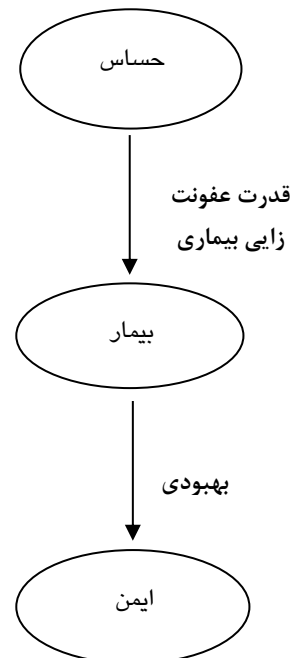 حساس
قدرت عفونت
زایی بیماری
بیمار
بهبودی
ایمن